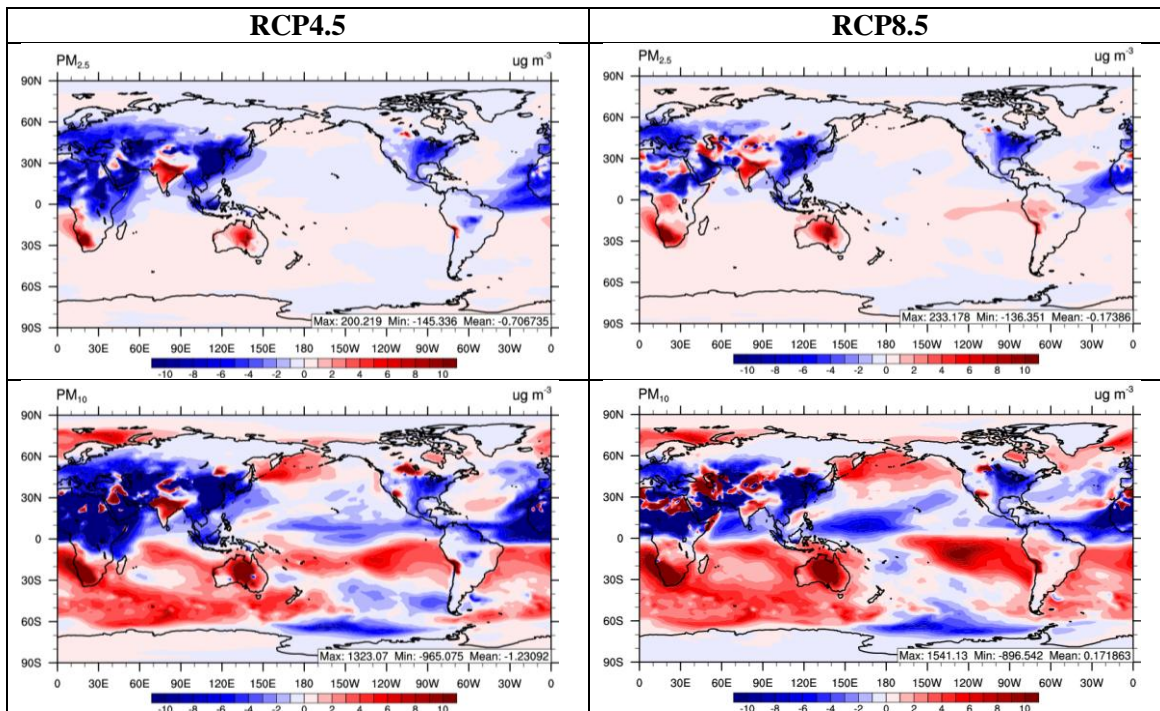 RCP4.5 RCP8.5
PM2.5 ug m-3
90N
60N
30N
0
30S
60S
90S
Max: 200.219 Min: -145.336 Mean: -0.706735
0 30E 60E 90E 120E 150E 180E 150W 120W 90W 60W 30W 0
-10 -8 -6 -4 -2 0 2 4 6 8 10
PM2.5 ug m-3
90N
60N
30N
0
30S
60S
90S
Max: 233.178 Min: -136.351 Mean: -0.17386
0 30E 60E 90E 120E 150E 180E 150W 120W 90W 60W 30W 0
-10 -8 -6 -4 -2 0 2 4 6 8 10
PM10 ug m-3
90N
60N
30N
0
30S
60S
90S
Max: 1323.07 Min: -965.075 Mean: -1.23092
0 30E 60E 90E 120E 150E 180E 150W 120W 90W 60W 30W 0
-10 -8 -6 -4 -2 0 2 4 6 8 10
PM10 ug m-3
90N
60N
30N
0
30S
60S
90S
Max: 1541.13 Min: -896.542 Mean: 0.171863
0 30E 60E 90E 120E 150E 180E 150W 120W 90W 60W 30W 0
-10 -8 -6 -4 -2 0 2 4 6 8 10